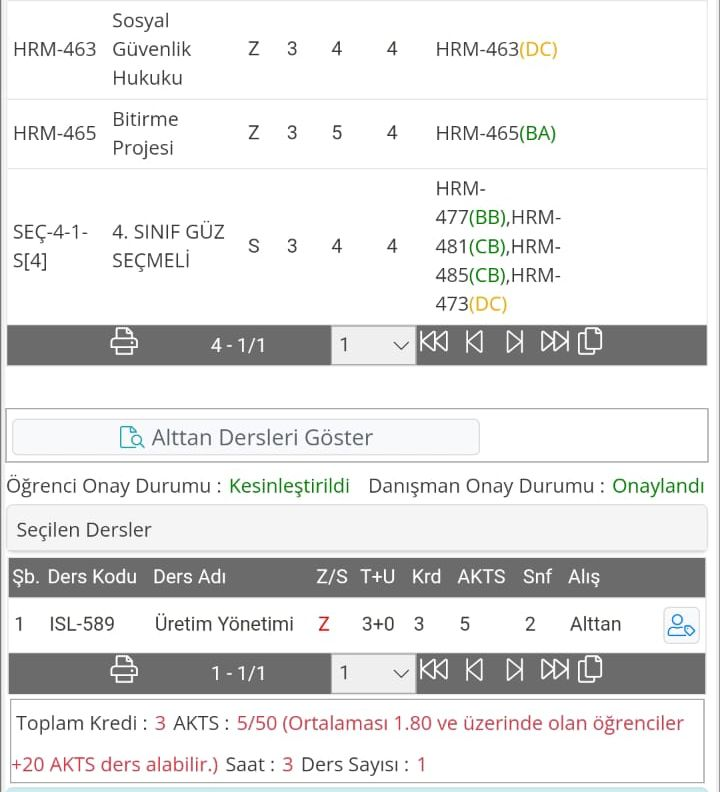 Sosyal
HRM-463 Güvenlik Z 3 4 4 HRM-463(DC)
Hukuku
HRM-465 Bitirme Projesi Z 3 5 4 HRM-465(BA)
HRM-
477(BB),HRM-
SEÇ-4-1- 4. SINIF GÜZ
S[4] SEÇMELİ S 3 4 4 481(CB),HRM-
485(CB),HRM-
473(DC)
4 - 1/1 1
Alttan Dersleri Göster
Öğrenci Onay Durumu : Kesinleştirildi Danışman Onay Durumu : Onaylandı
Seçilen Dersler
Şb. Ders Kodu Ders Adı Z/S T+U Krd AKTS Snf Alış
1 ISL-589 Üretim Yönetimi Z 3+0 3 5 2 Alttan
1 - 1/1 1
Toplam Kredi : 3 AKTS : 5/50 (Ortalaması 1.80 ve üzerinde olan öğrenciler
+20 AKTS ders alabilir.) Saat : 3 Ders Sayısı : 1